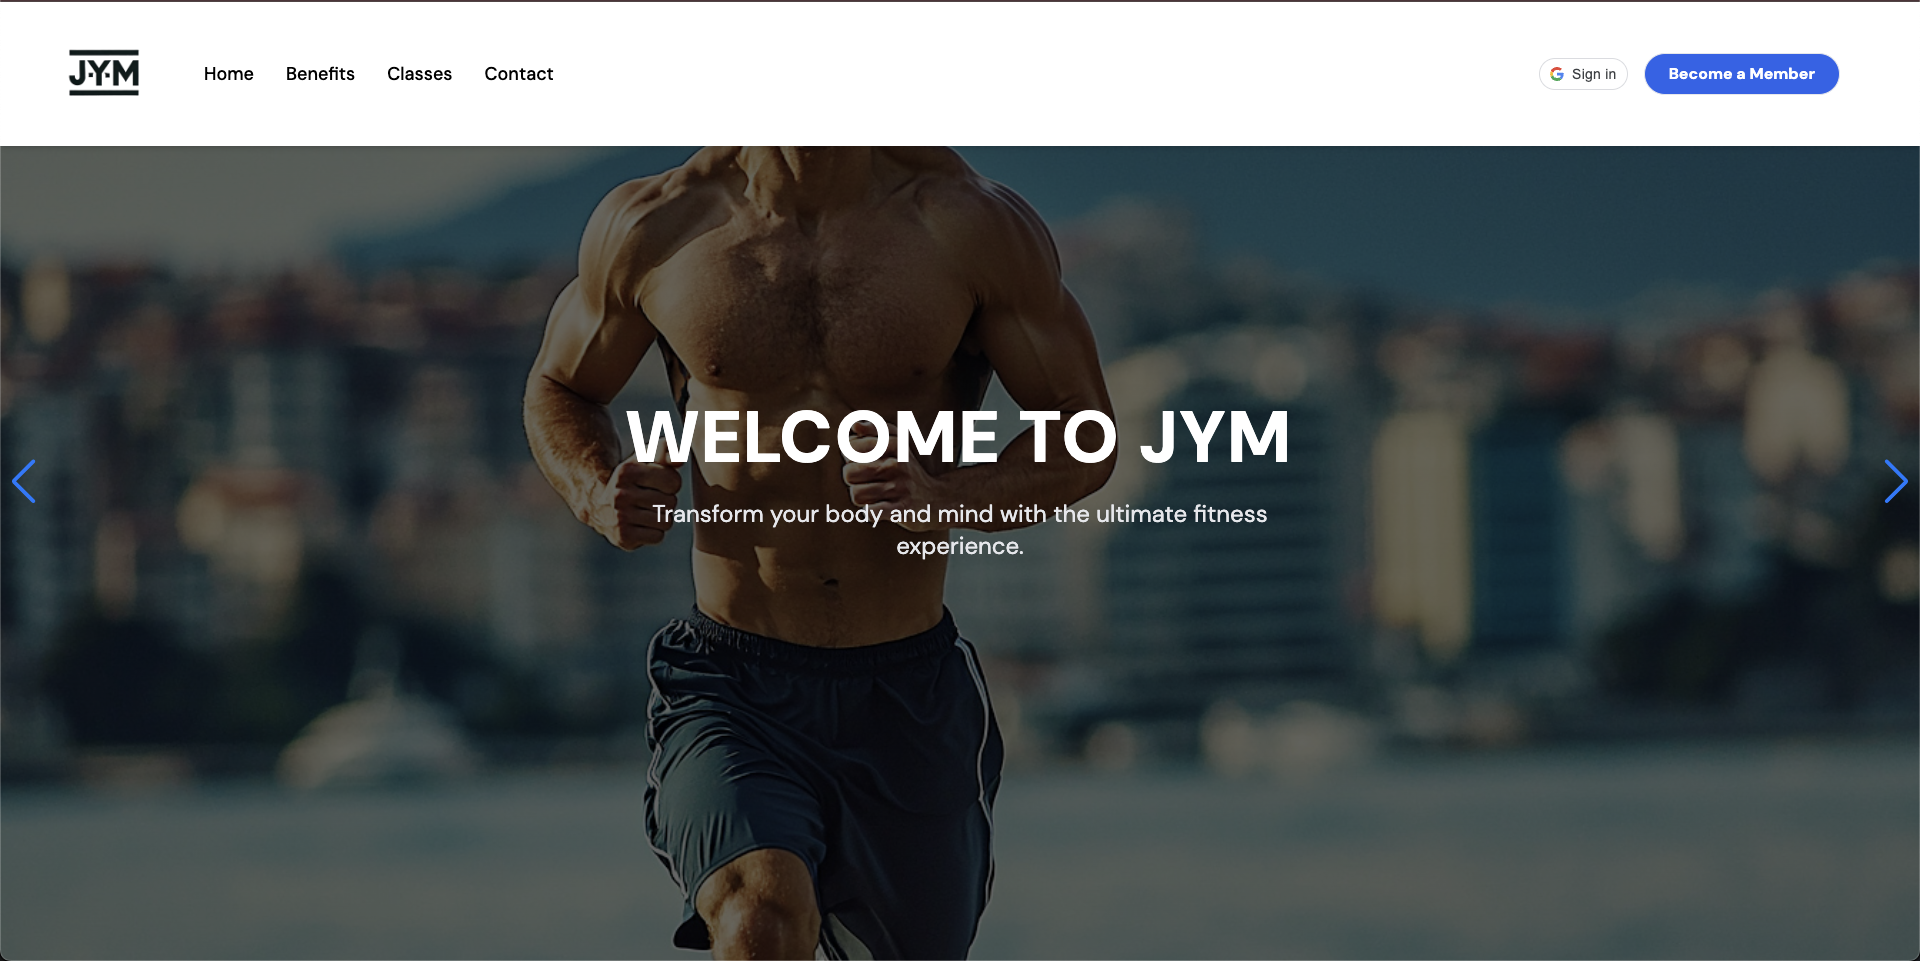 J·Y·M
Home
Benefits
Classes
Contact
Sign in
Become a Member
WELCOME TO JYM
Transform your body and mind with the ultimate fitness
experience.